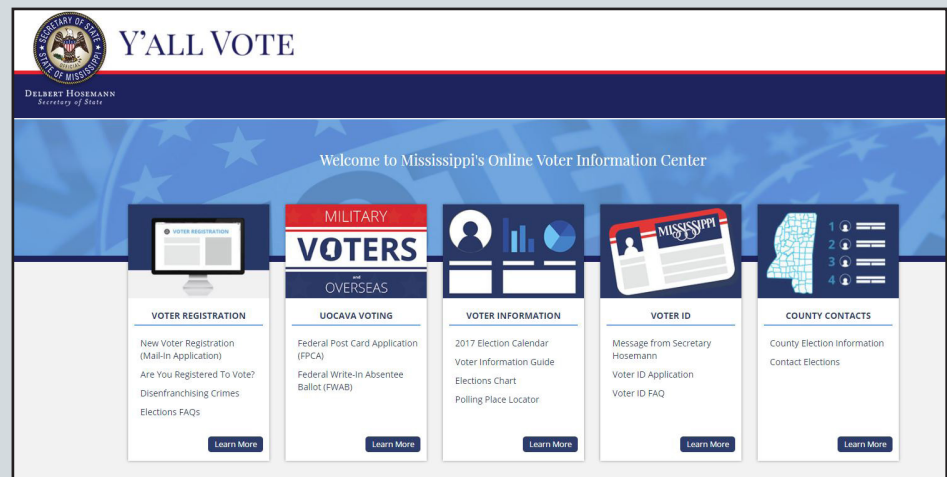 SECRETARY OF STATE
STATE OF MISSISSIPPI
OFFICIAL
Y'ALL VOTE
DELBERT HOSEMANN
Secretary of State
Welcome to Mississippi's Online Voter Information Center
VOTER REGISTRATION
MILITARY
VOTERS
and
OVERSEAS
MISSISSIPPI
1
2
3
4
VOTER REGISTRATION
New Voter Registration
(Mail-In Application)
Are You Registered To Vote?
Disenfranchising Crimes
Elections FAQs
Learn More
UOCAVA VOTING
Federal Post Card Application
(FPCA)
Federal Write-In Absentee
Ballot (FWAB)
Learn More
VOTER INFORMATION
2017 Election Calendar
Voter Information Guide
Elections Chart
Polling Place Locator
Learn More
VOTER ID
Message from Secretary
Hosemann
Voter ID Application
Voter ID FAQ
Learn More
COUNTY CONTACTS
County Election Information
Contact Elections
Learn More